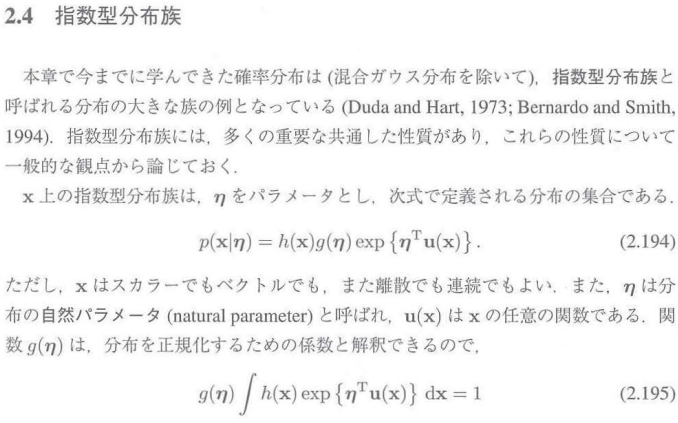 2.4 指数型分布族
本章で今までに学んできた確率分布は (混合ガウス分布を除いて), 指数型分布族と
呼ばれる分布の大きな族の例となっている (Duda and Hart, 1973; Bernardo and Smith,
1994). 指数型分布族には, 多くの重要な共通した性質があり, これらの性質について
一般的な観点から論じておく.
x 上の指数型分布族は, η をパラメータとし, 次式で定義される分布の集合である.
p(x|η) = h(x)g(η) exp {η^T u(x)}. (2.194)
ただし, x はスカラーでもベクトルでも, また離散でも連続でもよい. また, η は分
布の自然パラメータ (natural parameter) と呼ばれ, u(x) は x の任意の関数である. 関
数 g(η) は, 分布を正規化するための係数と解釈できるので,
g(η) ∫ h(x) exp {η^T u(x)} dx = 1 (2.195)